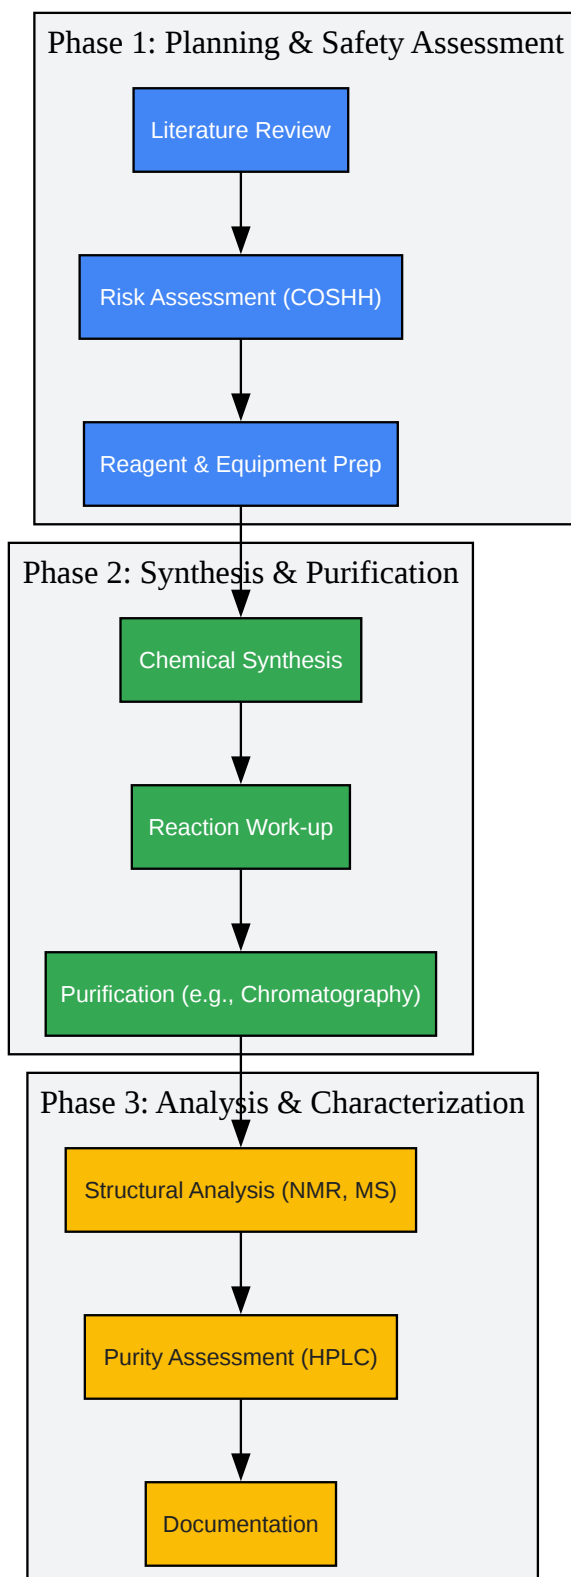 Phase 1: Planning & Safety Assessment
Literature Review
Risk Assessment (COSHH)
Reagent & Equipment Prep
Phase 2: Synthesis & Purification
Chemical Synthesis
Reaction Work-up
Purification (e.g., Chromatography)
Phase 3: Analysis & Characterization
Structural Analysis (NMR, MS)
Purity Assessment (HPLC)
Documentation